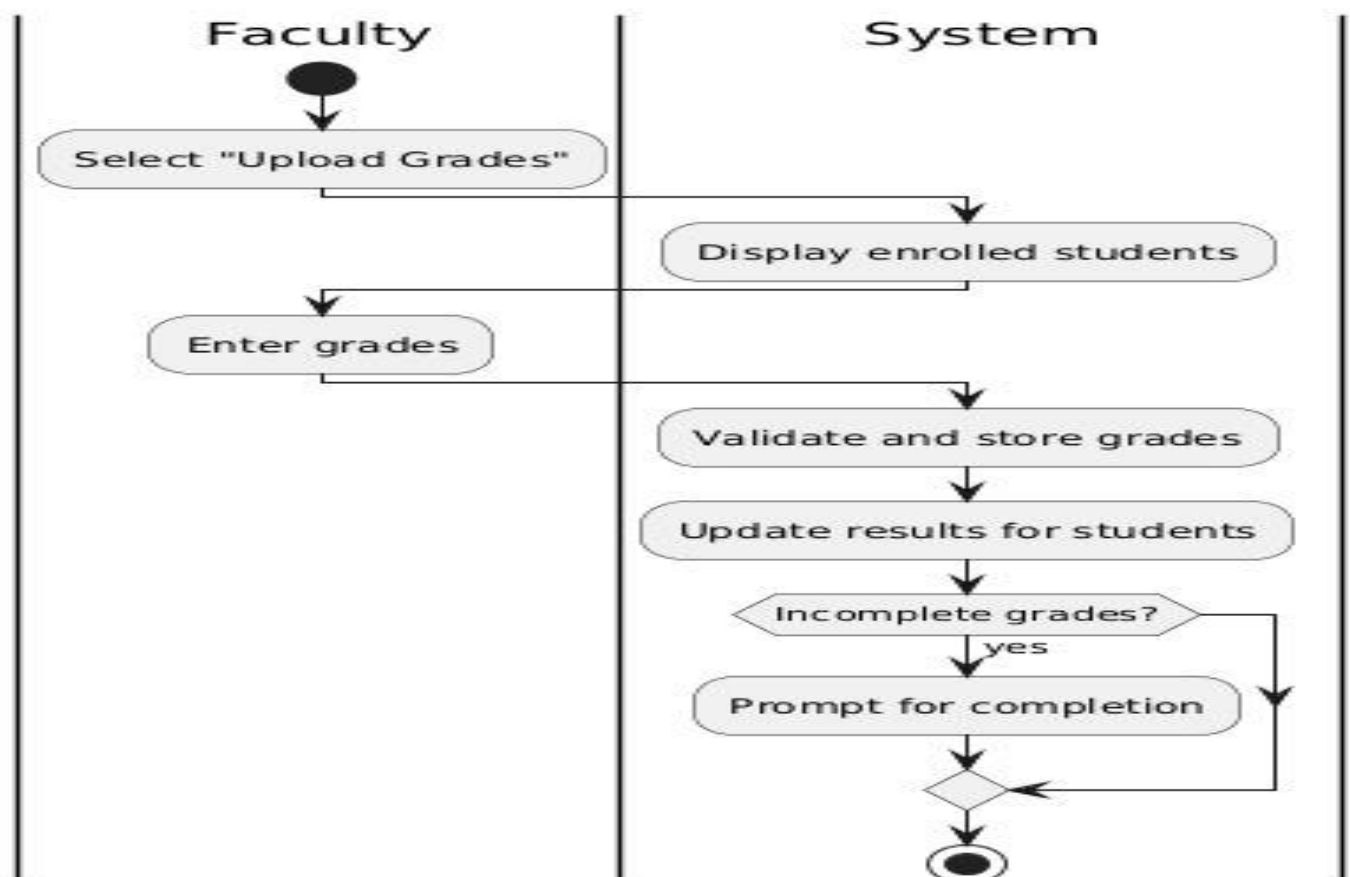 Faculty
System
Select "Upload Grades"
Display enrolled students
Enter grades
Validate and store grades
Update results for students
Incomplete grades?
yes
Prompt for completion